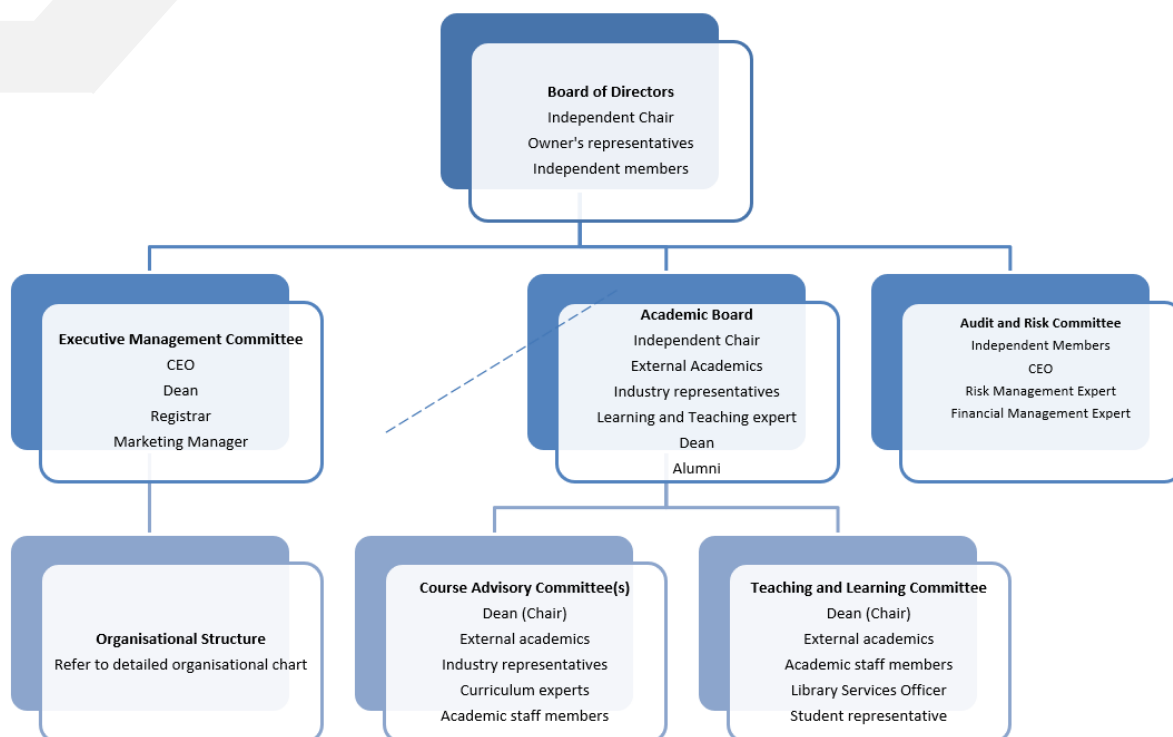 Board of Directors
Independent Chair
Owner's representatives
Independent members
Executive Management Committee
CEO
Dean
Registrar
Marketing Manager
Academic Board
Independent Chair
External Academics
Industry representatives
Learning and Teaching expert
Dean
Alumni
Audit and Risk Committee
Independent Members
CEO
Risk Management Expert
Financial Management Expert
Organisational Structure
Refer to detailed organisational chart
Course Advisory Committee(s)
Dean (Chair)
External academics
Industry representatives
Curriculum experts
Academic staff members
Teaching and Learning Committee
Dean (Chair)
External academics
Academic staff members
Library Services Officer
Student representative